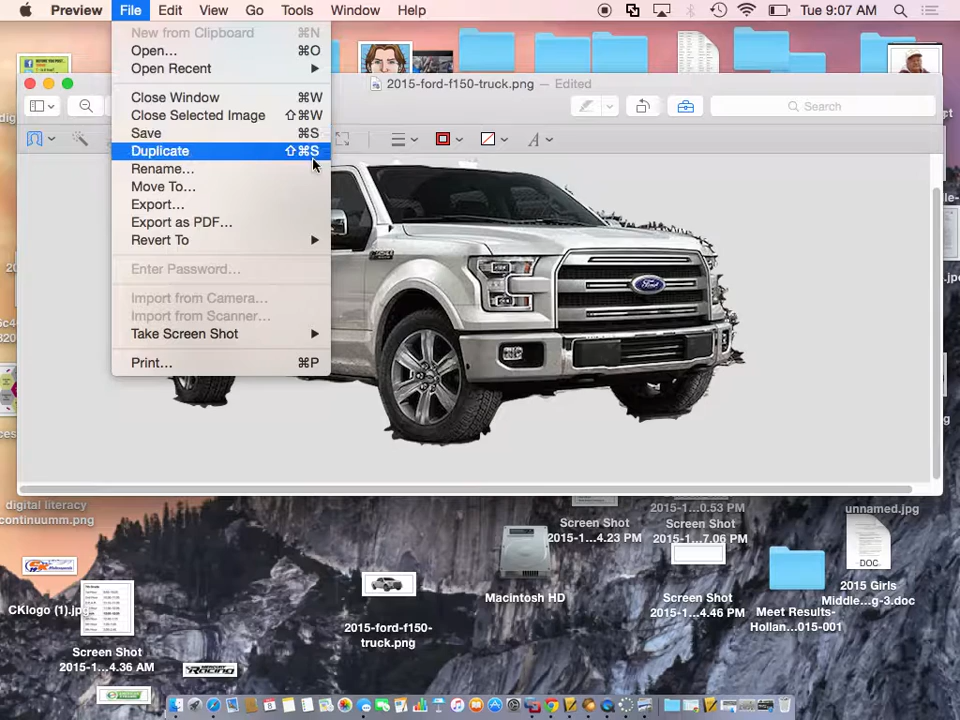 Preview File Edit View Go Tools Window Help Tue 9:07 AM
New from Clipboard ⌘N
Open... ⌘O
Open Recent
Close Window ⌘W
Close Selected Image ⇧⌘W
Save ⌘S
Duplicate ⇧⌘S
Rename...
Move To...
Export...
Export as PDF...
Revert To
Enter Password...
Import from Camera...
Import from Scanner...
Take Screen Shot
Print... ⌘P
2015-ford-f150-truck.png — Edited
Search
Ford
digital literacy
continuumm.png
CKlogo (1).jpg
Screen Shot
2015-1...4.36 AM
2015-ford-f150-
truck.png
Macintosh HD
Screen Shot
2015-1...4.23 PM
2015-1...0.53 PM
Screen Shot
2015-1...7.06 PM
Screen Shot
2015-1...4.46 PM
unnamed.jpg
Meet Results-
Hollan...015-001
DOC
2015 Girls
Middle...g-3.doc